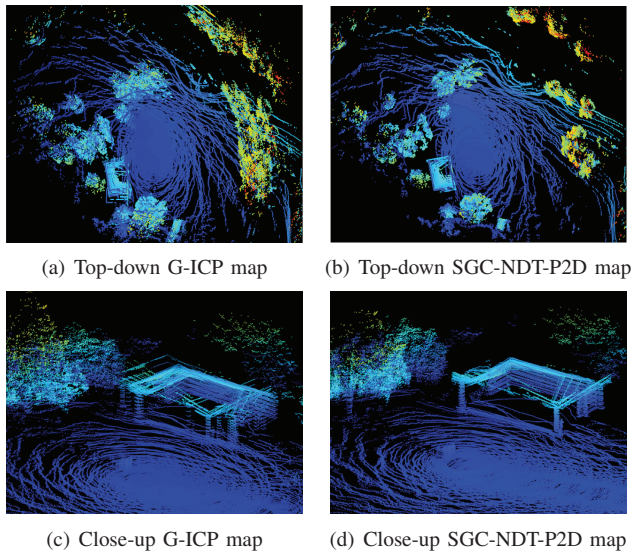 (a) Top-down G-ICP map
(b) Top-down SGC-NDT-P2D map
(c) Close-up G-ICP map
(d) Close-up SGC-NDT-P2D map